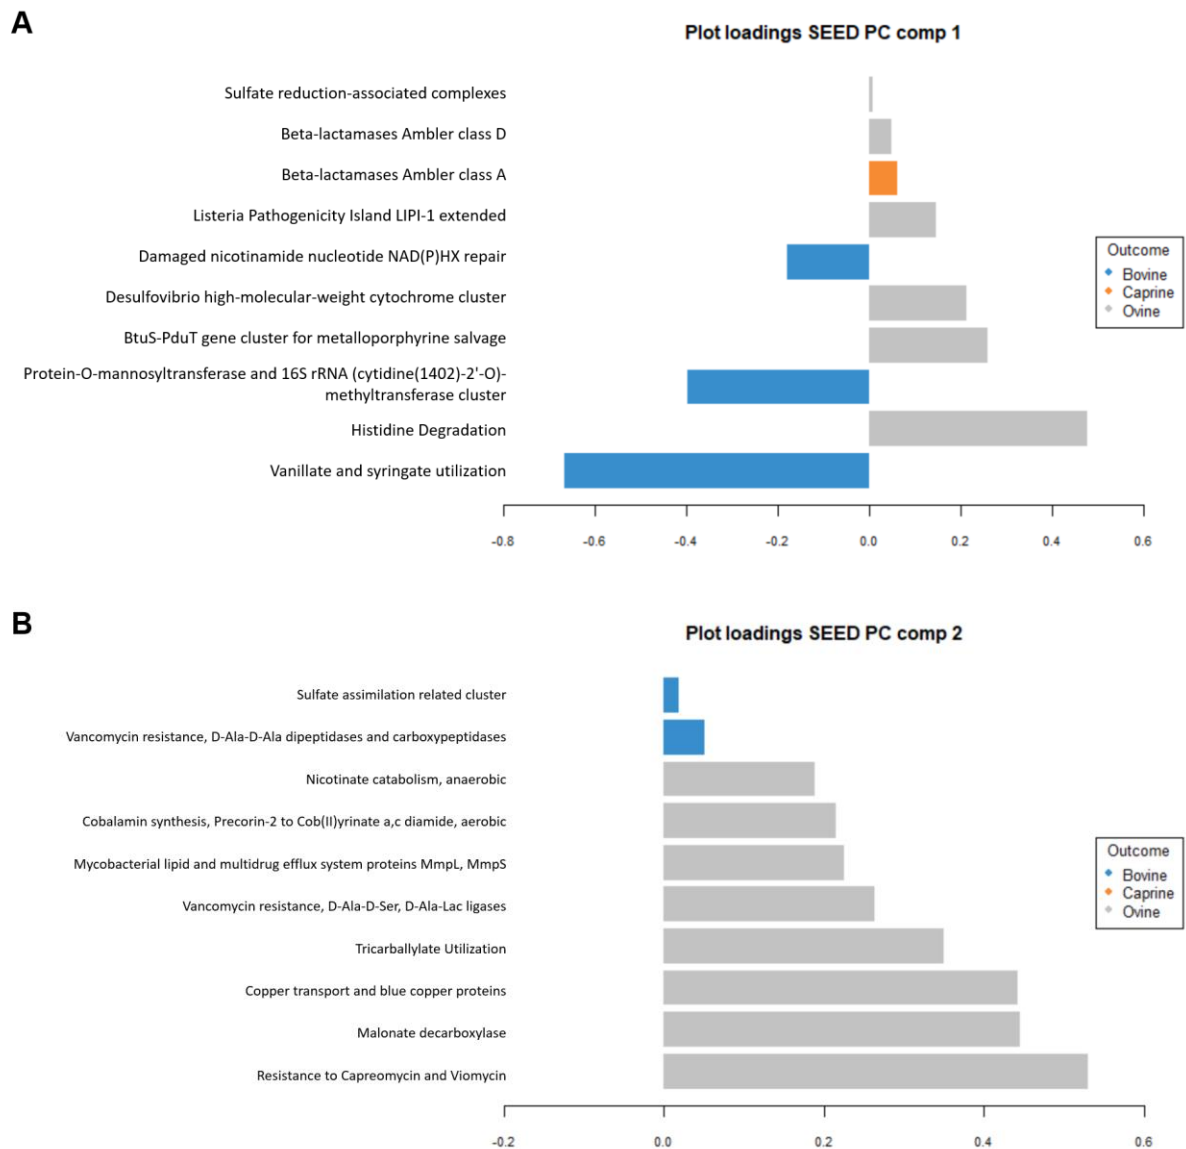 A
Plot loadings SEED PC comp 1
Sulfate reduction-associated complexes
Beta-lactamases Ambler class D
Beta-lactamases Ambler class A
Listeria Pathogenicity Island LIPI-1 extended
Damaged nicotinamide nucleotide NAD(P)HX repair
Desulfovibrio high-molecular-weight cytochrome cluster
BtuS-PduT gene cluster for metalloporphyrine salvage
Protein-O-mannosyltransferase and 16S rRNA (cytidine(1402)-2'-O)-
methyltransferase cluster
Histidine Degradation
Vanillate and syringate utilization
Outcome
Bovine
Caprine
Ovine
-0.8 -0.6 -0.4 -0.2 0.0 0.2 0.4 0.6
B
Plot loadings SEED PC comp 2
Sulfate assimilation related cluster
Vancomycin resistance, D-Ala-D-Ala dipeptidases and carboxypeptidases
Nicotinate catabolism, anaerobic
Cobalamin synthesis, Precorin-2 to Cob(II)yrinate a,c diamide, aerobic
Mycobacterial lipid and multidrug efflux system proteins MmpL, MmpS
Vancomycin resistance, D-Ala-D-Ser, D-Ala-Lac ligases
Tricarballylate Utilization
Copper transport and blue copper proteins
Malonate decarboxylase
Resistance to Capreomycin and Viomycin
Outcome
Bovine
Caprine
Ovine
-0.2 0.0 0.2 0.4 0.6